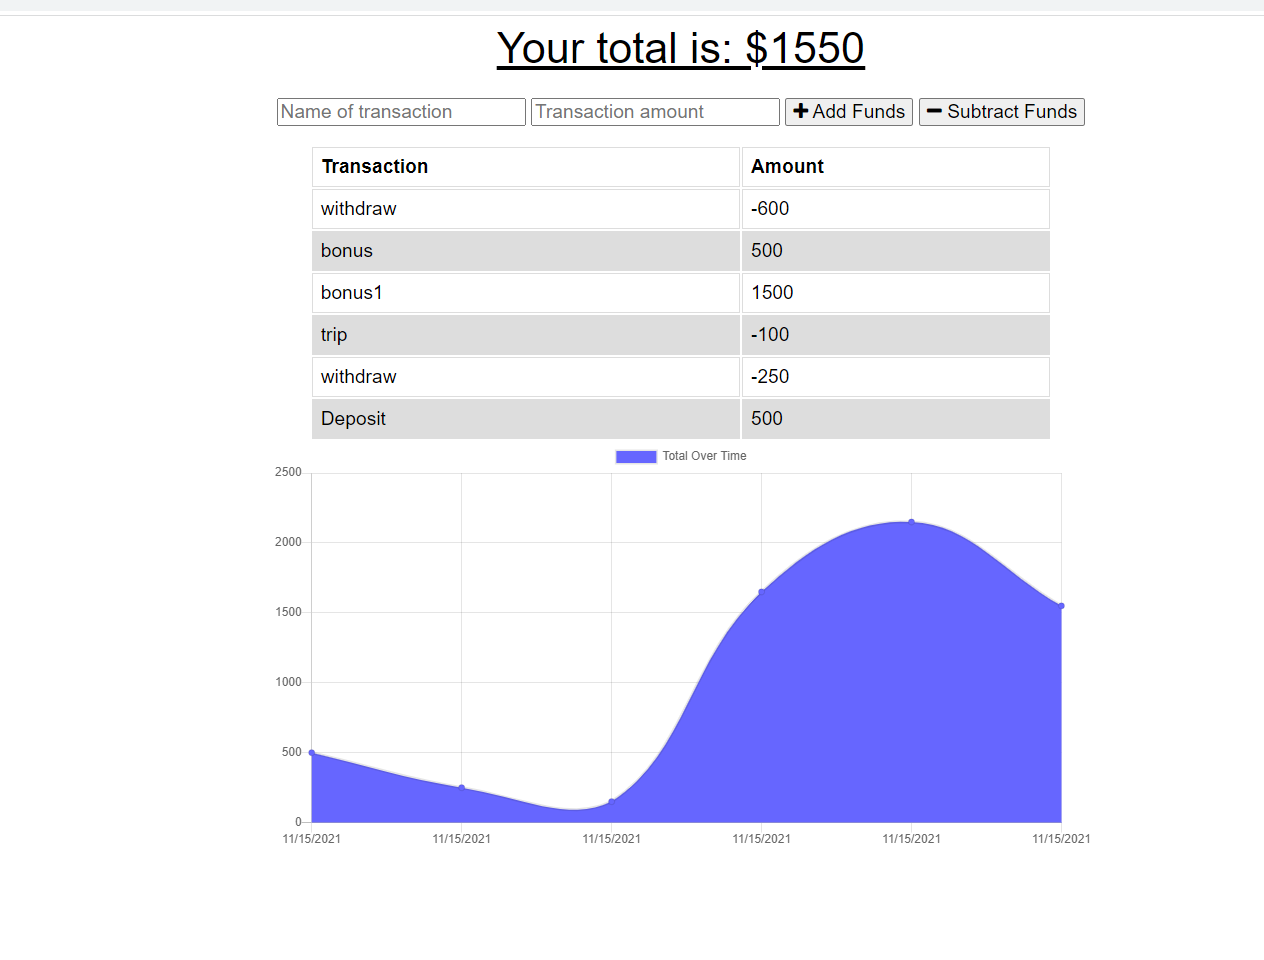 Your total is: $1550
Name of transaction Transaction amount Add Funds Subtract Funds
Transaction Amount
withdraw -600
bonus 500
bonus1 1500
trip -100
withdraw -250
Deposit 500
Total Over Time
2500
2000
1500
1000
500
0
11/15/2021 11/15/2021 11/15/2021 11/15/2021 11/15/2021 11/15/2021